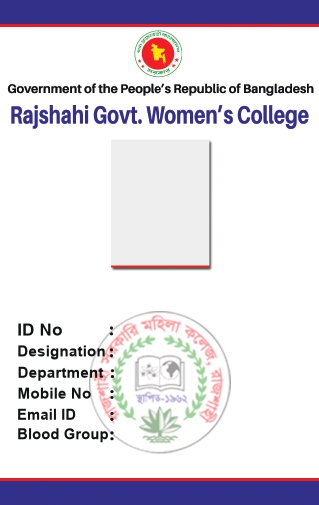 Government of the People's Republic of Bangladesh
Rajshahi Govt. Women's College
ID No :
Designation :
Department :
Mobile No :
Email ID :
Blood Group:
রাজশাহী সরকারি মহিলা কলেজ, রাজশাহী
স্থাপিত-১৯৬২